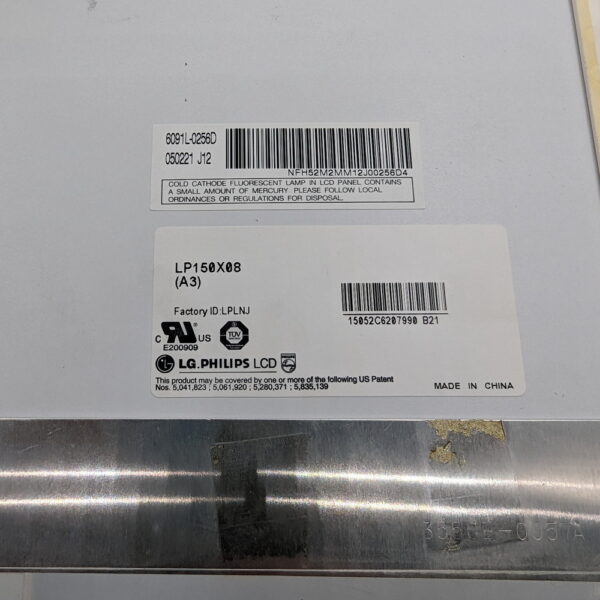 6091L-0256D
050221 J12
NFH52M2MM12J00256D4
COLD CATHODE FLUORESCENT LAMP IN LCD PANEL CONTAINS
A SMALL AMOUNT OF MERCURY. PLEASE FOLLOW LOCAL
ORDINANCES OR REGULATIONS FOR DISPOSAL.
LP150X08
(A3)
Factory ID:LPLNJ
C UL US
E200909
TÜV
15052C6207990 B21
LG.PHILIPS LCD
This product may be covered by one or more of the following US Patent
Nos. 5,041,823 ; 5,061,920 ; 5,280,371 ; 5,835,139
MADE IN CHINA